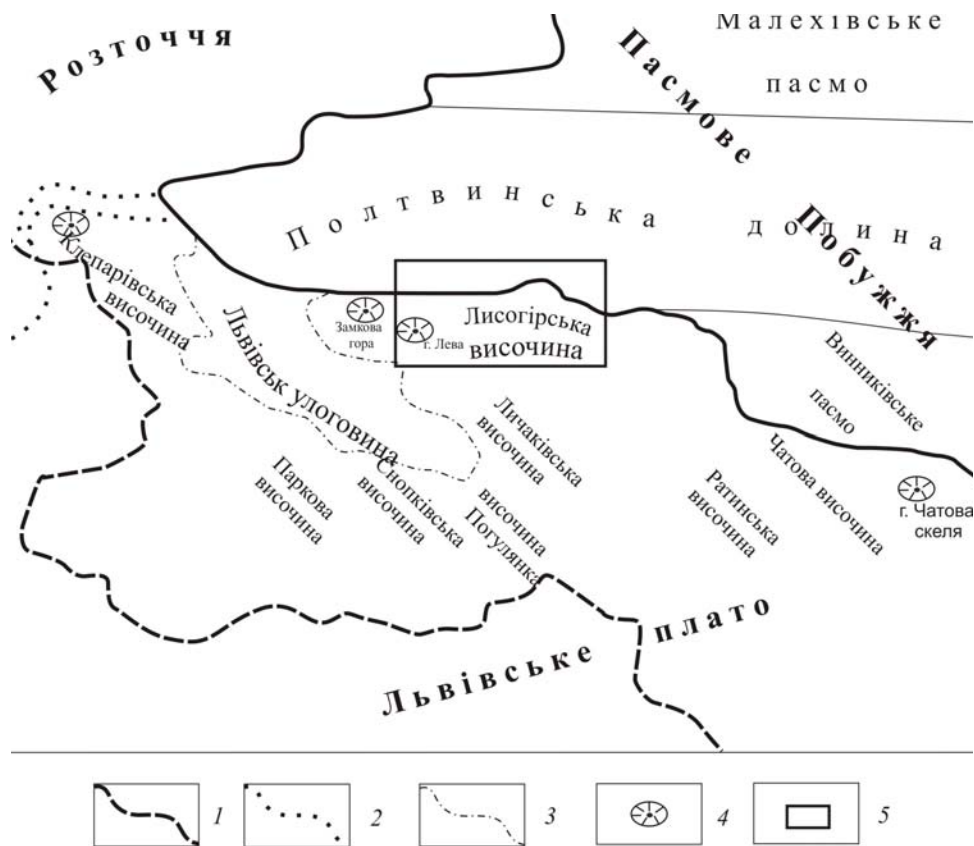 Розточчя
Малехівське
пасмо
Пасмове
Побужжя
Полтвинська долина
Клепарівська
височина
Замкова
гора
г. Лева
Лисогірська
височина
Львівськ улоговина
Винниківське
пасмо
Личаківська
височина
Чатова височина
Паркова
височина
Снопківська
височина
височина
Погулянка
Ратинська
височина
г. Чатова
скеля
Львівське плато
1
2
3
4
5